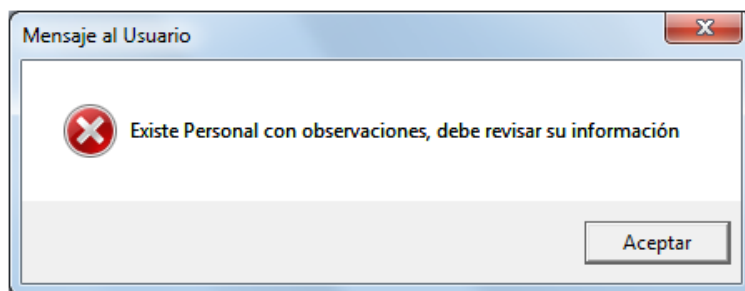 Mensaje al Usuario
Existe Personal con observaciones, debe revisar su información
Aceptar